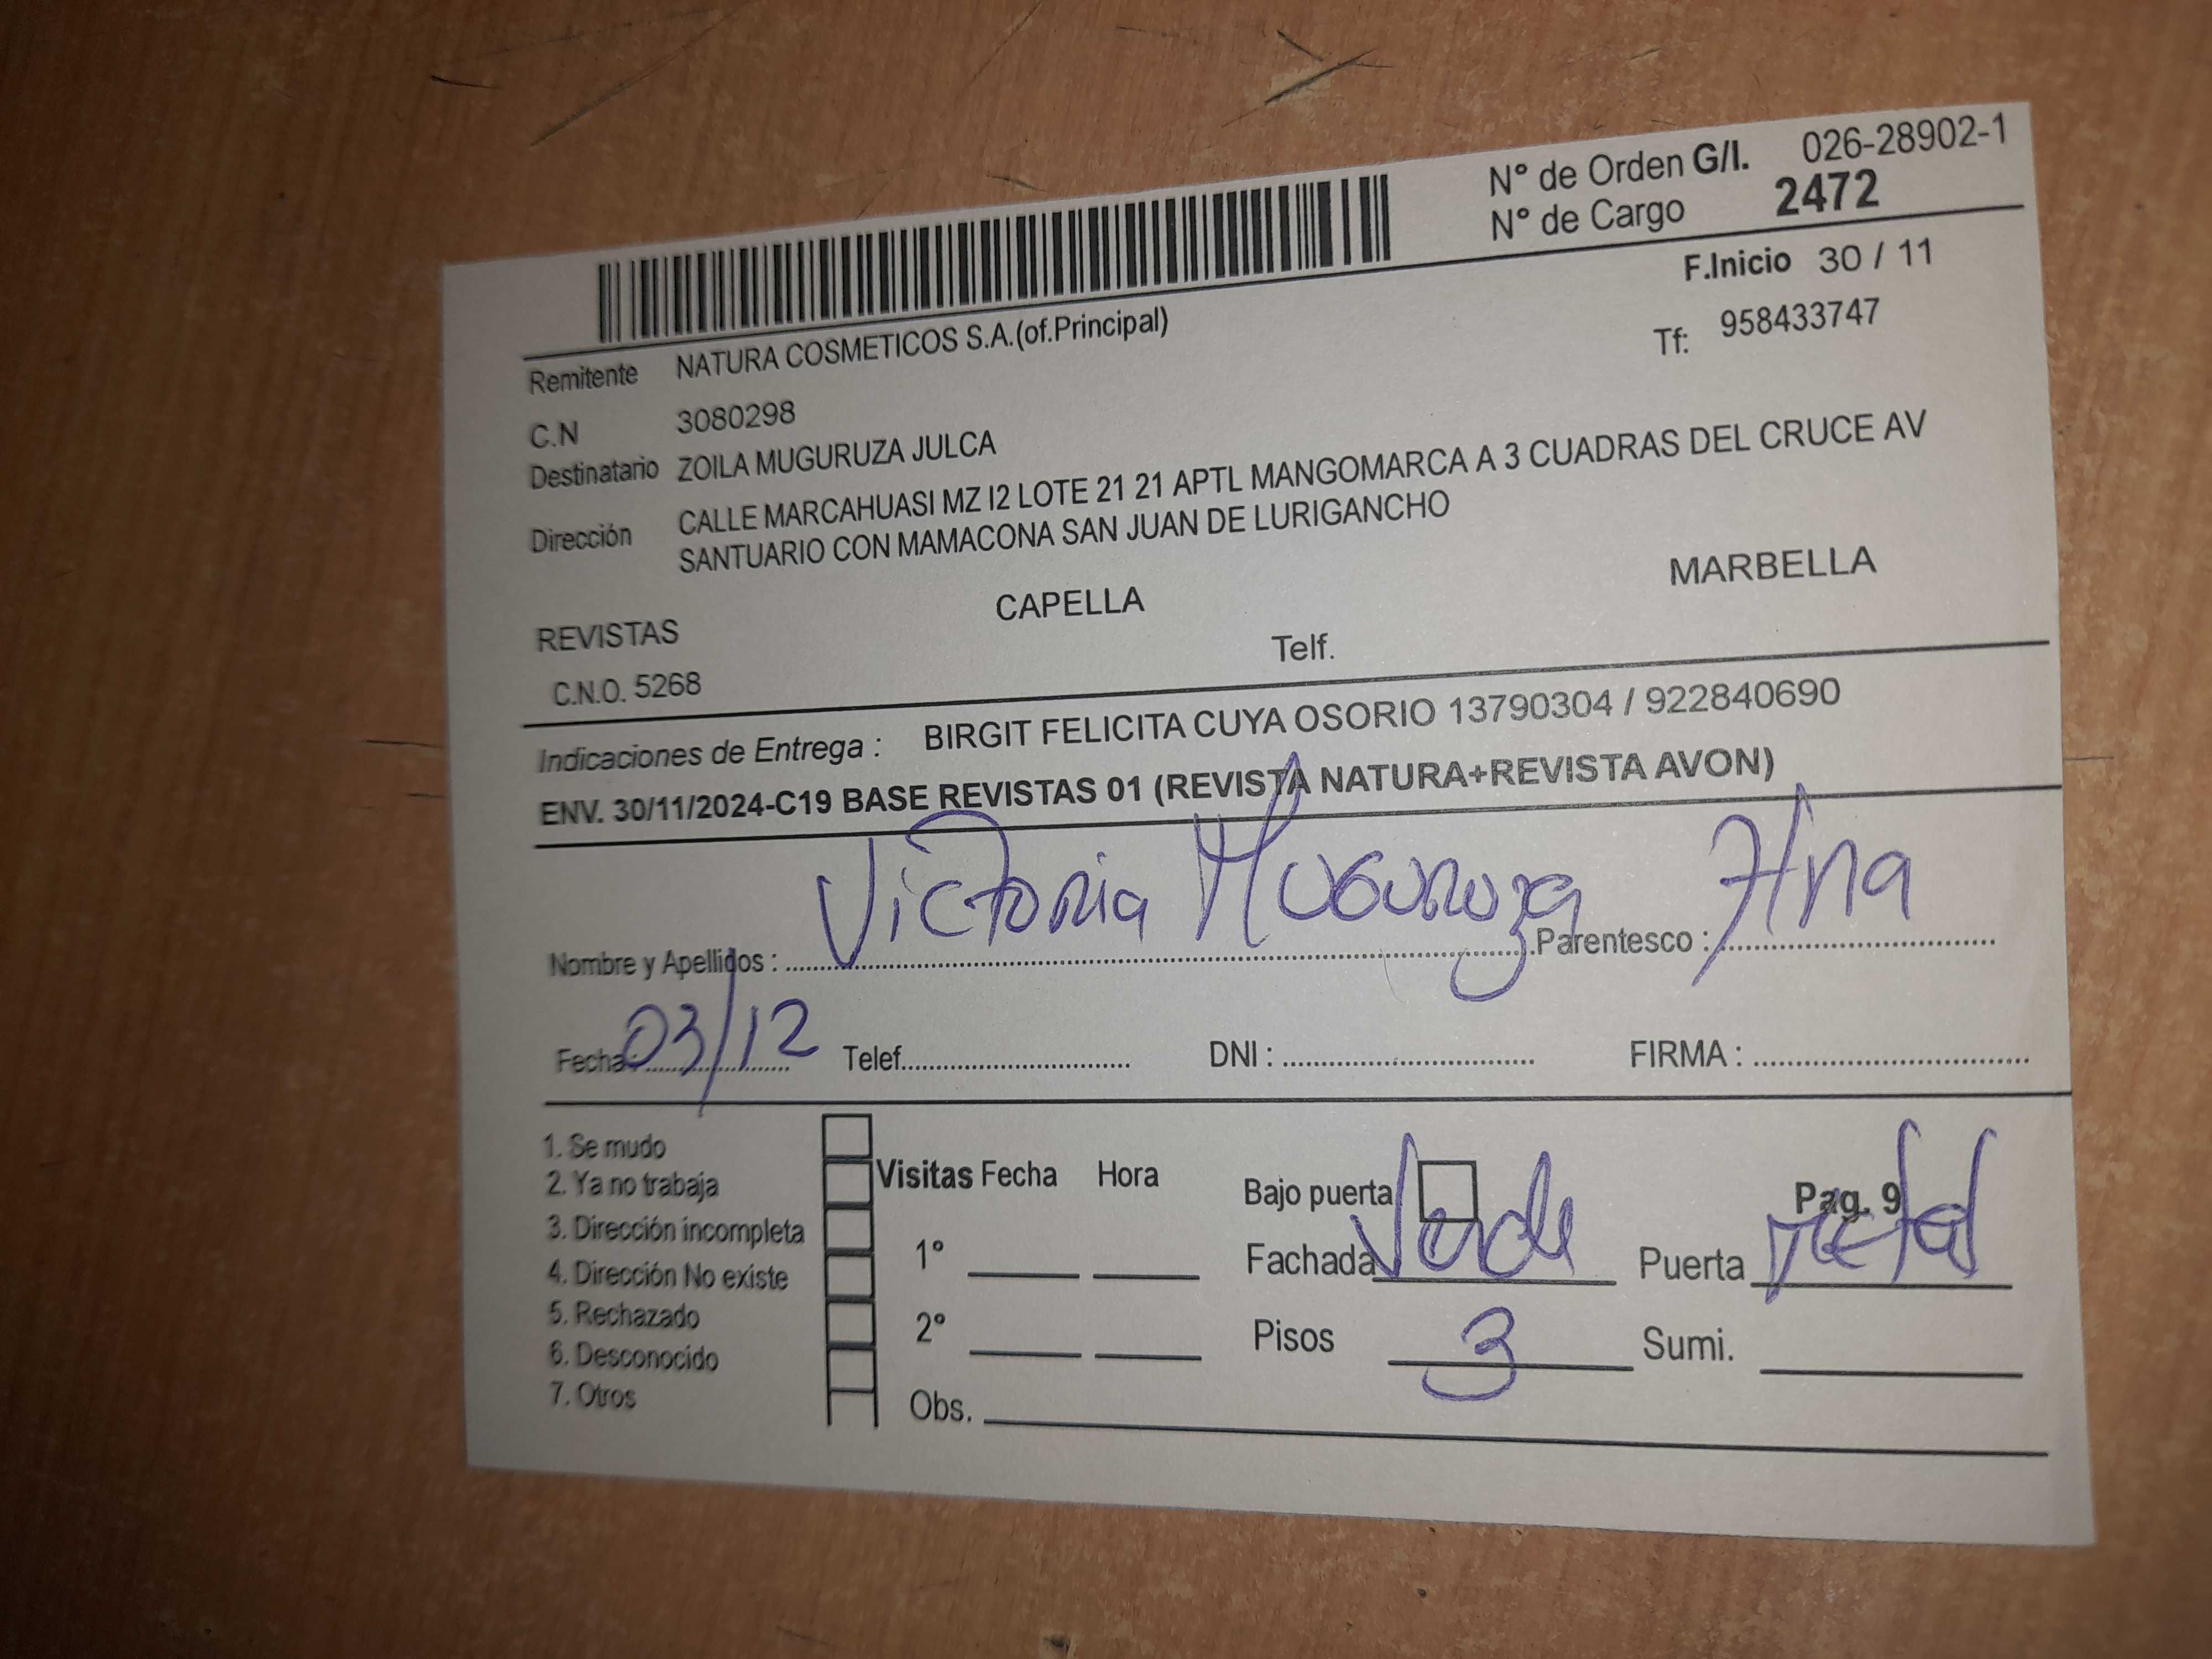 N° de Orden G/I. 026-28902-1
N° de Cargo 2472
F.Inicio 30 / 11
Remitente NATURA COSMETICOS S.A.(of.Principal) Tf: 958433747
C.N 3080298
Destinatario ZOILA MUGURUZA JULCA
Dirección CALLE MARCAHUASI MZ I2 LOTE 21 21 APTL MANGOMARCA A 3 CUADRAS DEL CRUCE AV
SANTUARIO CON MAMACONA SAN JUAN DE LURIGANCHO
REVISTAS CAPELLA MARBELLA
C.N.O. 5268 Telf.
Indicaciones de Entrega : BIRGIT FELICITA CUYA OSORIO 13790304 / 922840690
ENV. 30/11/2024-C19 BASE REVISTAS 01 (REVISTA NATURA+REVISTA AVON)
Nombre y Apellidos : Victoria Muguruza Parentesco : Hna
Fecha : 03/12 Telef. DNI : FIRMA :
1. Se mudo
2. Ya no trabaja
3. Dirección incompleta
4. Dirección No existe
5. Rechazado
6. Desconocido
7. Otros
Visitas Fecha Hora
1°
2°
Obs.
Bajo puerta Pag. 9
Fachada Verde Puerta metal
Pisos 3 Sumi.